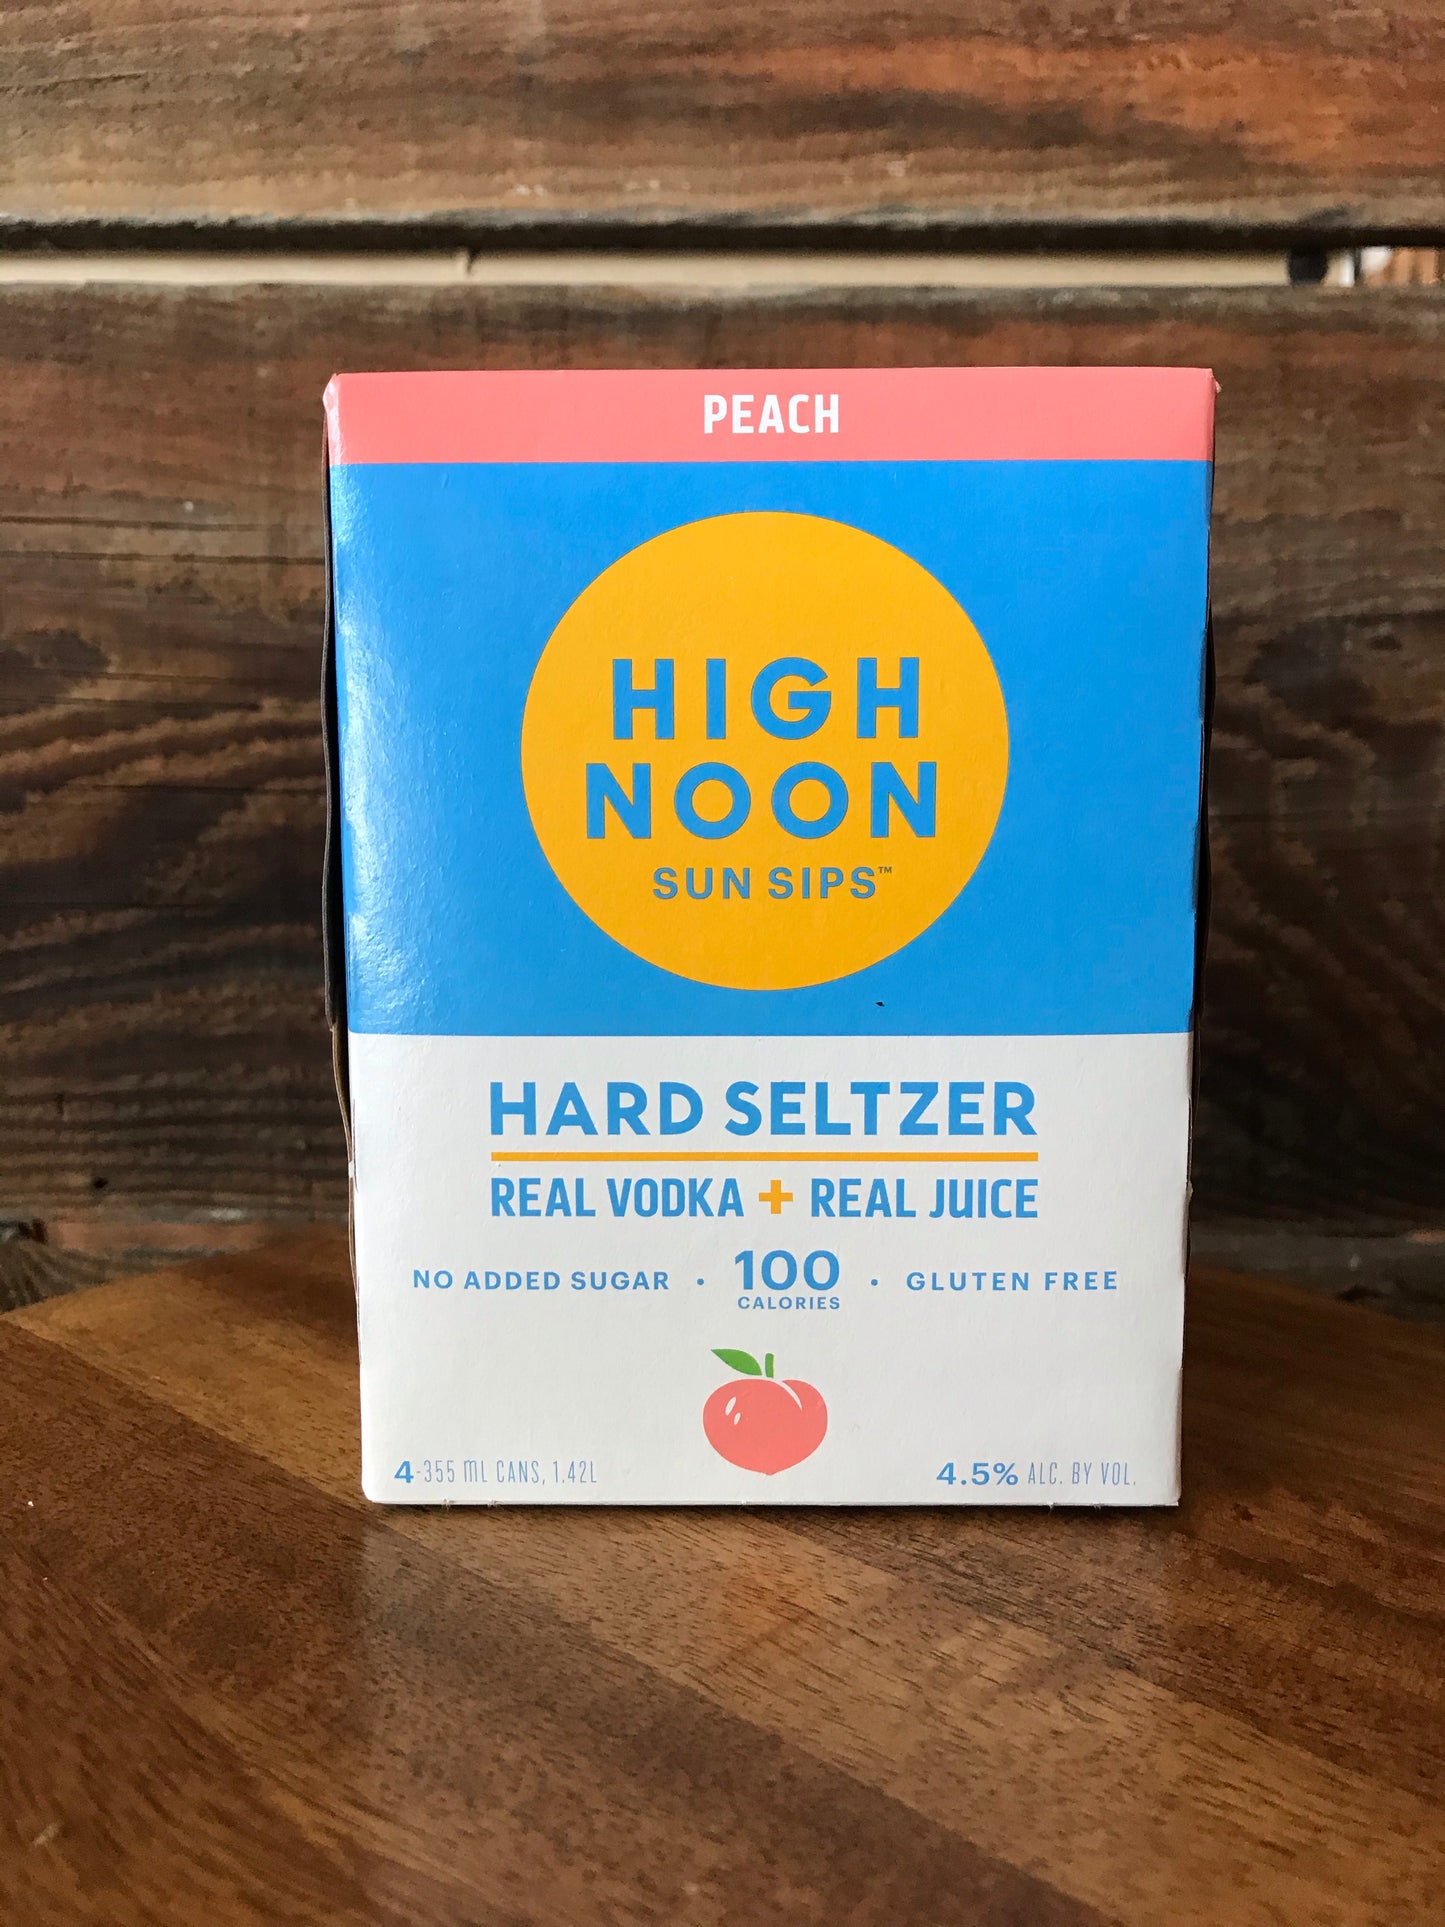 PEACH
HIGH
NOON
SUN SIPS™
HARD SELTZER
REAL VODKA + REAL JUICE
NO ADDED SUGAR · 100 CALORIES · GLUTEN FREE
4-355 ML CANS, 1.42L
4.5% ALC. BY VOL.